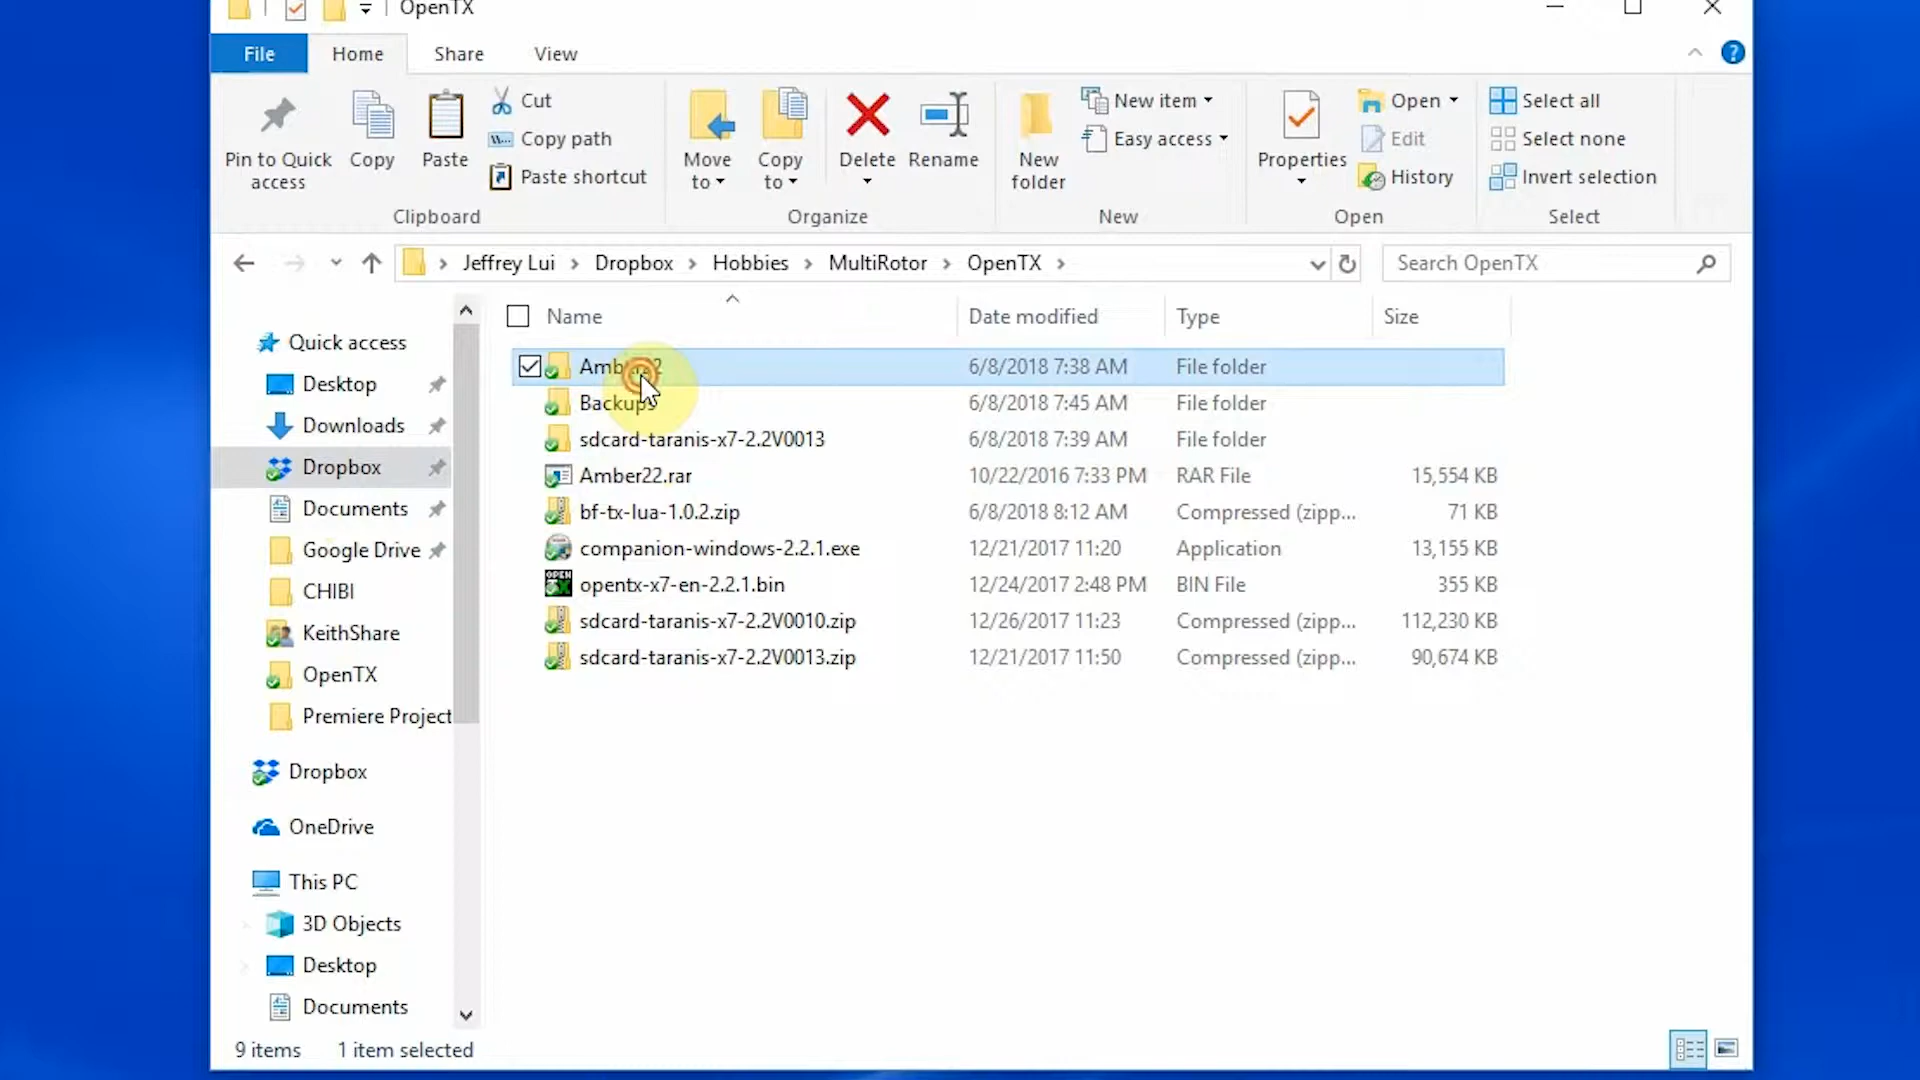 OpenTX
File Home Share View
Pin to Quick access
Copy
Paste
Cut
Copy path
Paste shortcut
Clipboard
Move to
Copy to
Delete
Rename
Organize
New folder
New item
Easy access
New
Properties
Open
Edit
History
Open
Select all
Select none
Invert selection
Select
Jeffrey Lui > Dropbox > Hobbies > MultiRotor > OpenTX >
Search OpenTX
Name Date modified Type Size
6/8/2018 7:38 AM File folder
Backups 6/8/2018 7:45 AM File folder
sdcard-taranis-x7-2.2V0013 6/8/2018 7:39 AM File folder
Amber22.rar 10/22/2016 7:33 PM RAR File 15,554 KB
bf-tx-lua-1.0.2.zip 6/8/2018 8:12 AM Compressed (zipp... 71 KB
companion-windows-2.2.1.exe 12/21/2017 11:20 Application 13,155 KB
opentx-x7-en-2.2.1.bin 12/24/2017 2:48 PM BIN File 355 KB
sdcard-taranis-x7-2.2V0010.zip 12/26/2017 11:23 Compressed (zipp... 112,230 KB
sdcard-taranis-x7-2.2V0013.zip 12/21/2017 11:50 Compressed (zipp... 90,674 KB
Quick access
Desktop
Downloads
Dropbox
Documents
Google Drive
CHIBI
KeithShare
OpenTX
Premiere Project
Dropbox
OneDrive
This PC
3D Objects
Desktop
Documents
9 items 1 item selected